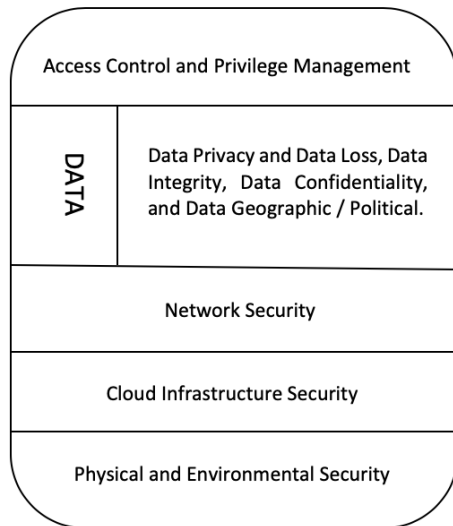 Access Control and Privilege Management
DATA
Data Privacy and Data Loss, Data
Integrity, Data Confidentiality,
and Data Geographic / Political.
Network Security
Cloud Infrastructure Security
Physical and Environmental Security